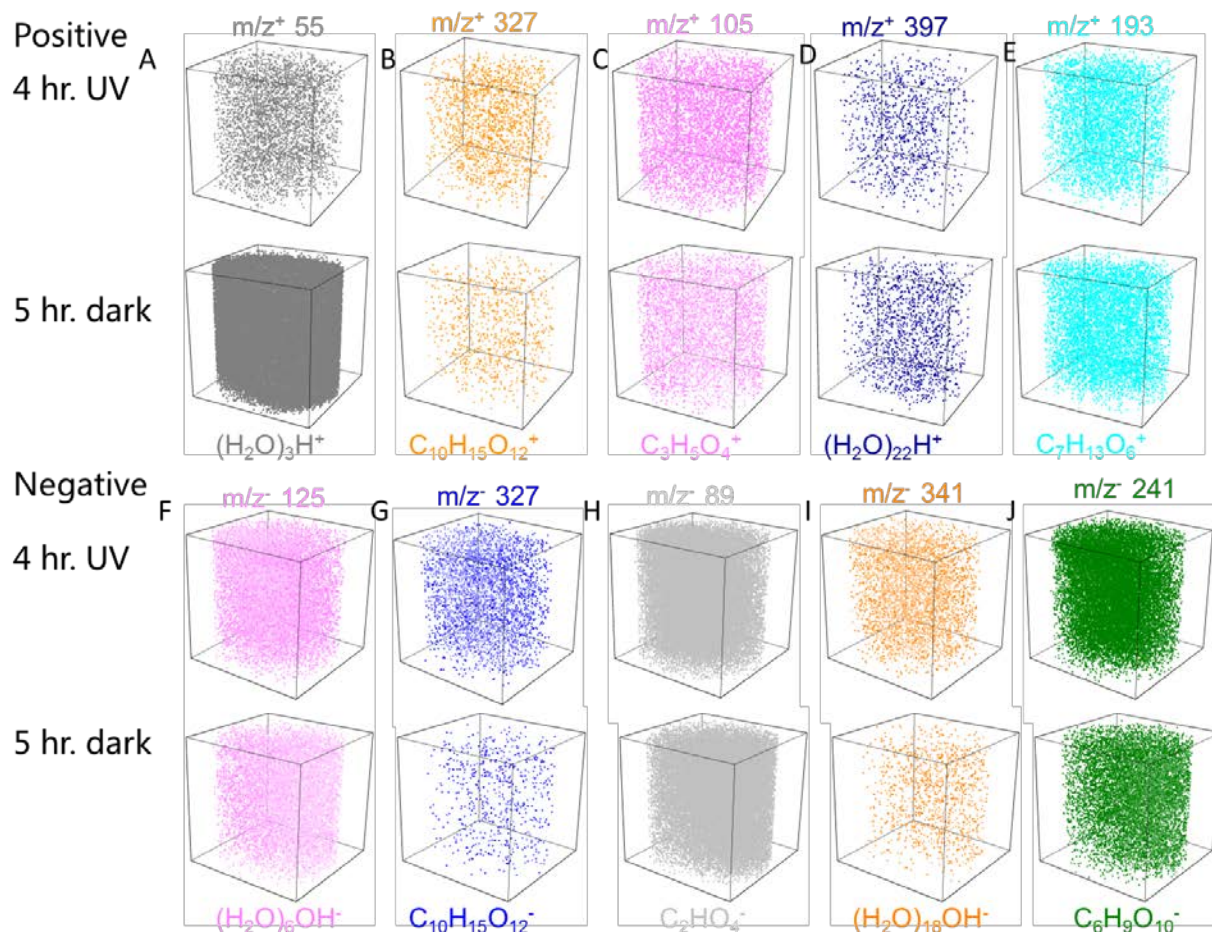 Positive
4 hr. UV
A m/z⁺ 55
B m/z⁺ 327
C m/z⁺ 105
D m/z⁺ 397
E m/z⁺ 193
5 hr. dark
(H₂O)₃H⁺
C₁₀H₁₅O₁₂⁺
C₃H₅O₄⁺
(H₂O)₂₂H⁺
C₇H₁₃O₆⁺
Negative
4 hr. UV
F m/z⁻ 125
G m/z⁻ 327
H m/z⁻ 89
I m/z⁻ 341
J m/z⁻ 241
5 hr. dark
(H₂O)₆OH⁻
C₁₀H₁₅O₁₂⁻
C₂HO₄⁻
(H₂O)₁₈OH⁻
C₆H₉O₁₀⁻